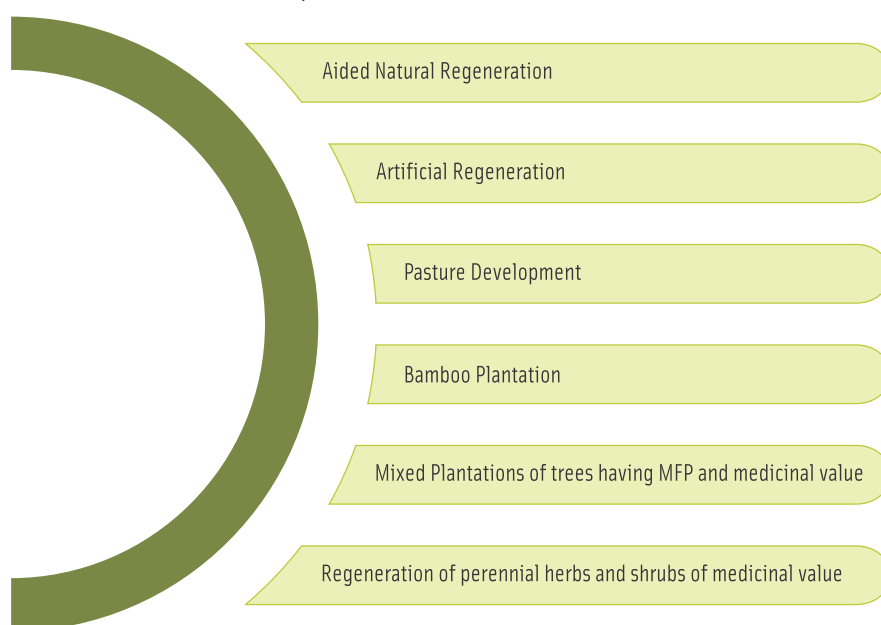 Aided Natural Regeneration
Artificial Regeneration
Pasture Development
Bamboo Plantation
Mixed Plantations of trees having MFP and medicinal value
Regeneration of perennial herbs and shrubs of medicinal value